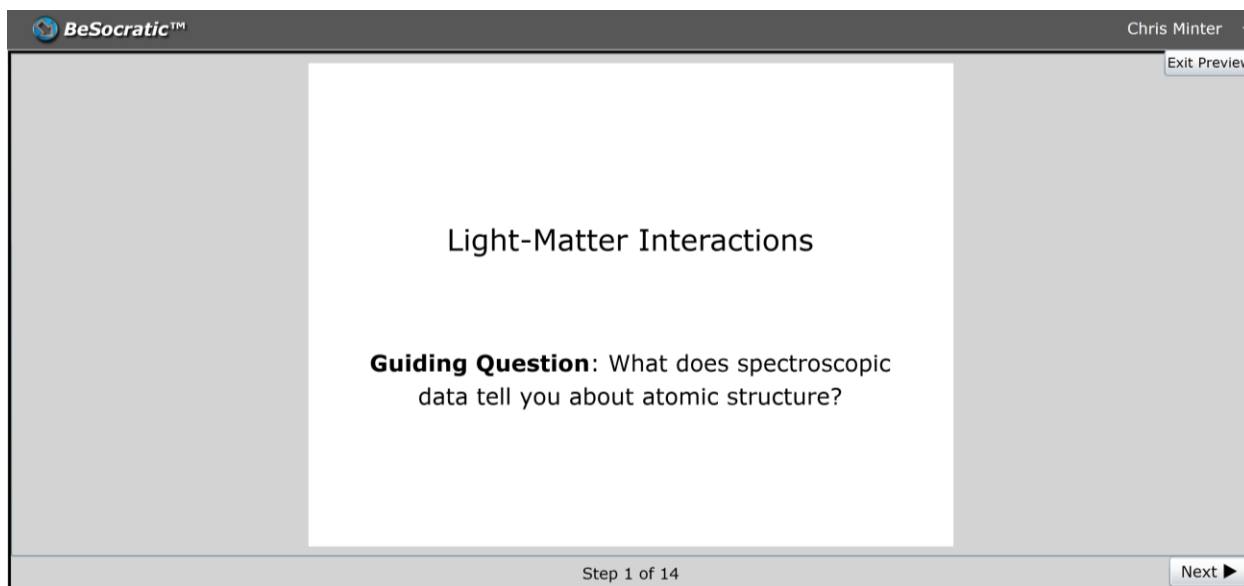 BeSocratic™
Chris Minter
Exit Preview
Light-Matter Interactions
Guiding Question: What does spectroscopic
data tell you about atomic structure?
Step 1 of 14
Next ▶